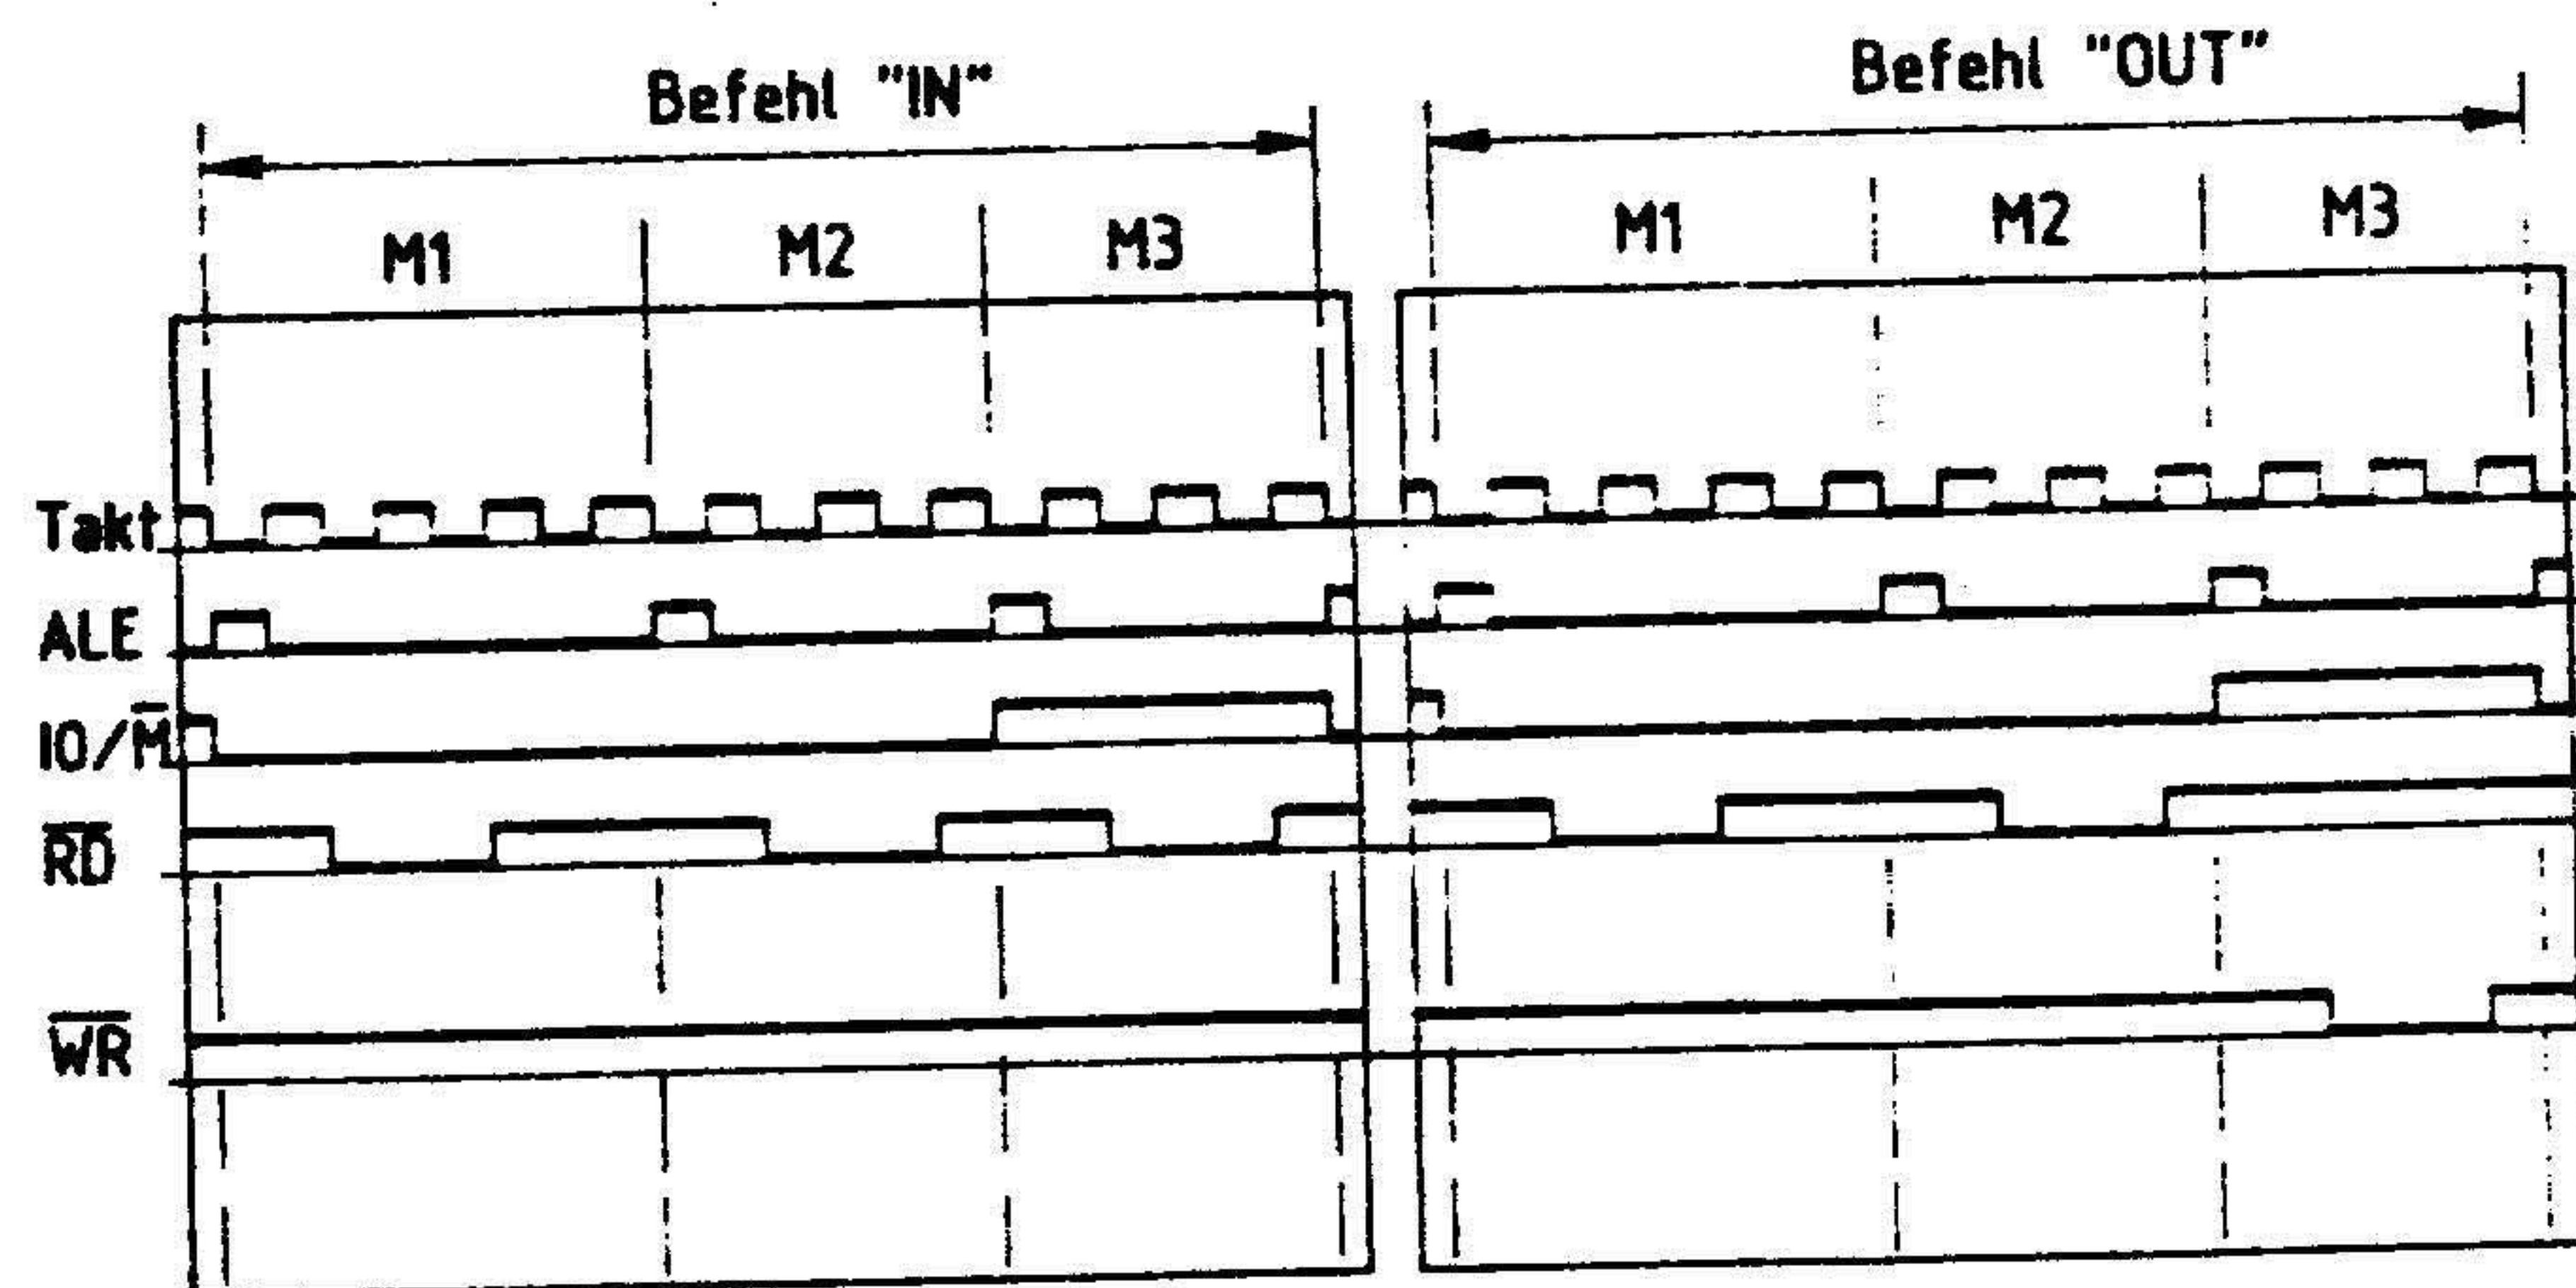 Befehl "IN"
Befehl "OUT"
M1 M2 M3
M1 M2 M3
Takt
ALE
IO/M̅
R̅D̅
W̅R̅